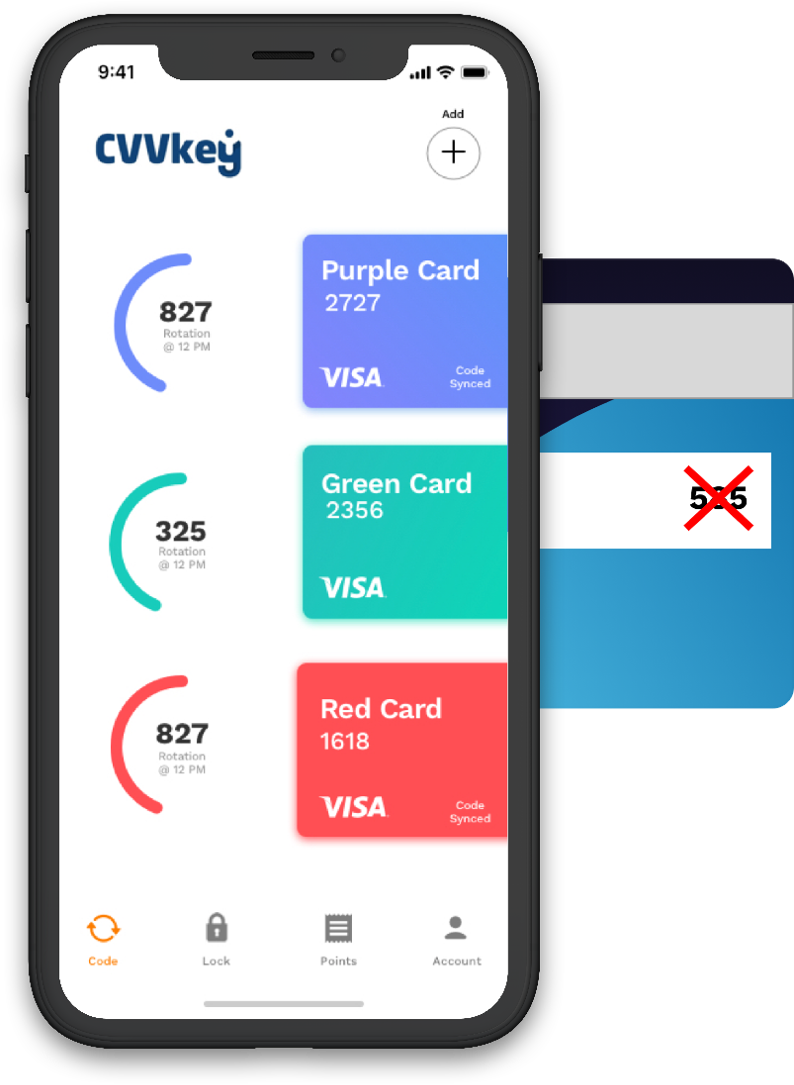 9:41
Add
CVVkey
827
Rotation
@ 12 PM
Purple Card
2727
VISA
Code
Synced
325
Rotation
@ 12 PM
Green Card
2356
VISA
827
Rotation
@ 12 PM
Red Card
1618
VISA
Code
Synced
Code
Lock
Points
Account